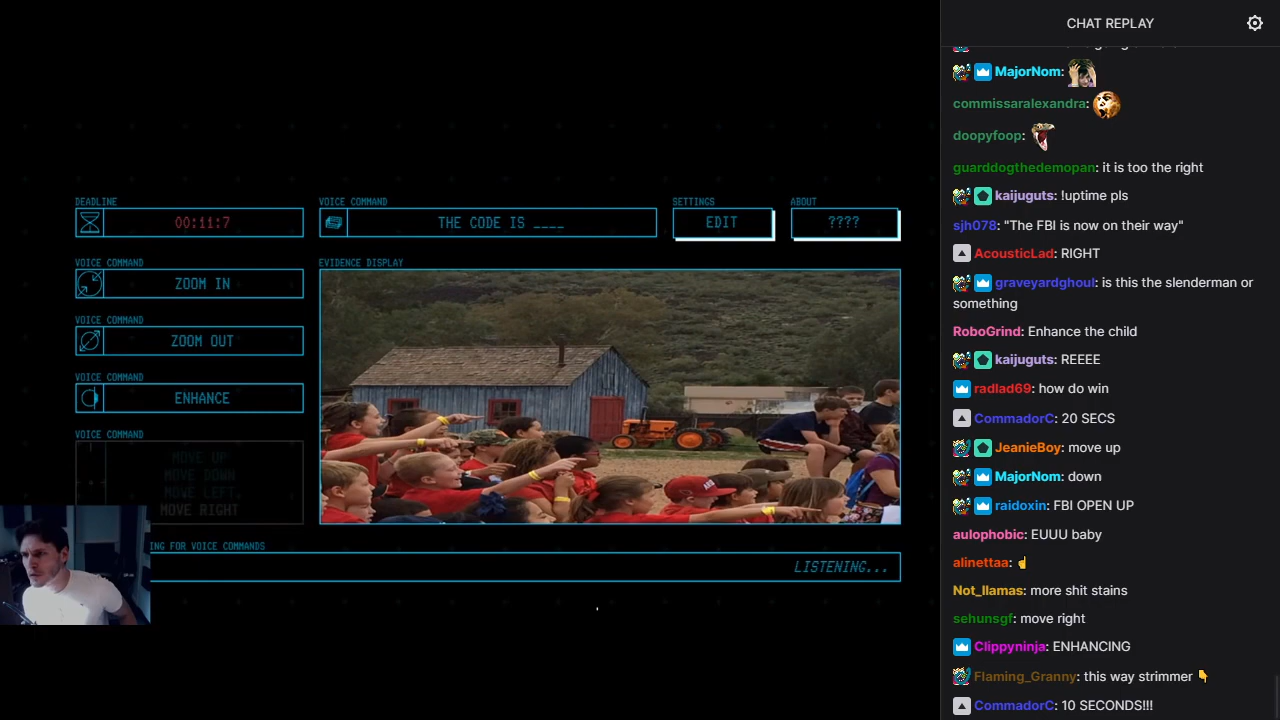 CHAT REPLAY
MajorNom:
commissaralexandra:
doopyfoop:
guarddogthedemopan: it is too the right
kaijuguts: !uptime pls
sjh078: "The FBI is now on their way"
AcousticLad: RIGHT
graveyardghoul: is this the slenderman or
something
RoboGrind: Enhance the child
kaijuguts: REEEE
radlad69: how do win
CommadorC: 20 SECS
JeanieBoy: move up
MajorNom: down
raidoxin: FBI OPEN UP
aulophobic: EUUU baby
alinettaa: ☝
Not_llamas: more shit stains
sehunsgf: move right
Clippyninja: ENHANCING
Flaming_Granny: this way strimmer 👇
CommadorC: 10 SECONDS!!!
DEADLINE
00:11:7
VOICE COMMAND
THE CODE IS ____
SETTINGS
EDIT
ABOUT
????
VOICE COMMAND
ZOOM IN
VOICE COMMAND
ZOOM OUT
VOICE COMMAND
ENHANCE
VOICE COMMAND
MOVE UP
MOVE DOWN
MOVE LEFT
MOVE RIGHT
EVIDENCE DISPLAY
ING FOR VOICE COMMANDS
LISTENING...